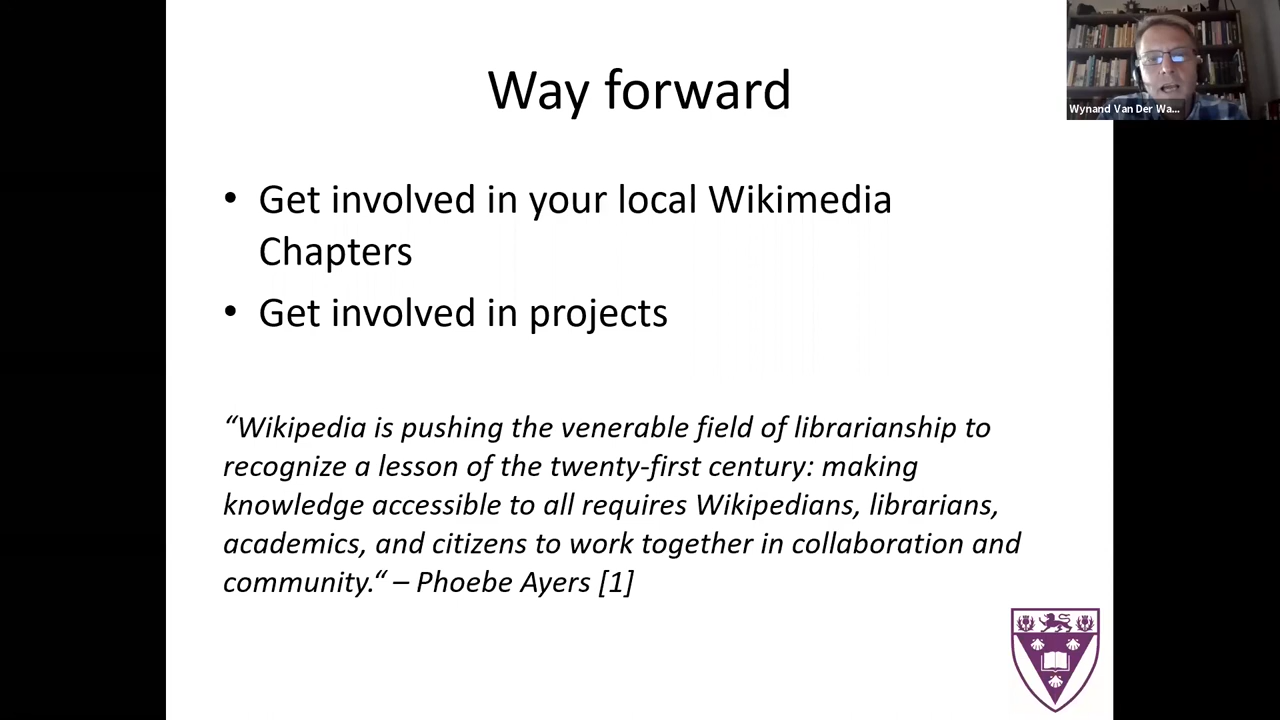 Way forward
Wynand Van Der Wa...
• Get involved in your local Wikimedia
Chapters
• Get involved in projects
“Wikipedia is pushing the venerable field of librarianship to
recognize a lesson of the twenty-first century: making
knowledge accessible to all requires Wikipedians, librarians,
academics, and citizens to work together in collaboration and
community.“ – Phoebe Ayers [1]